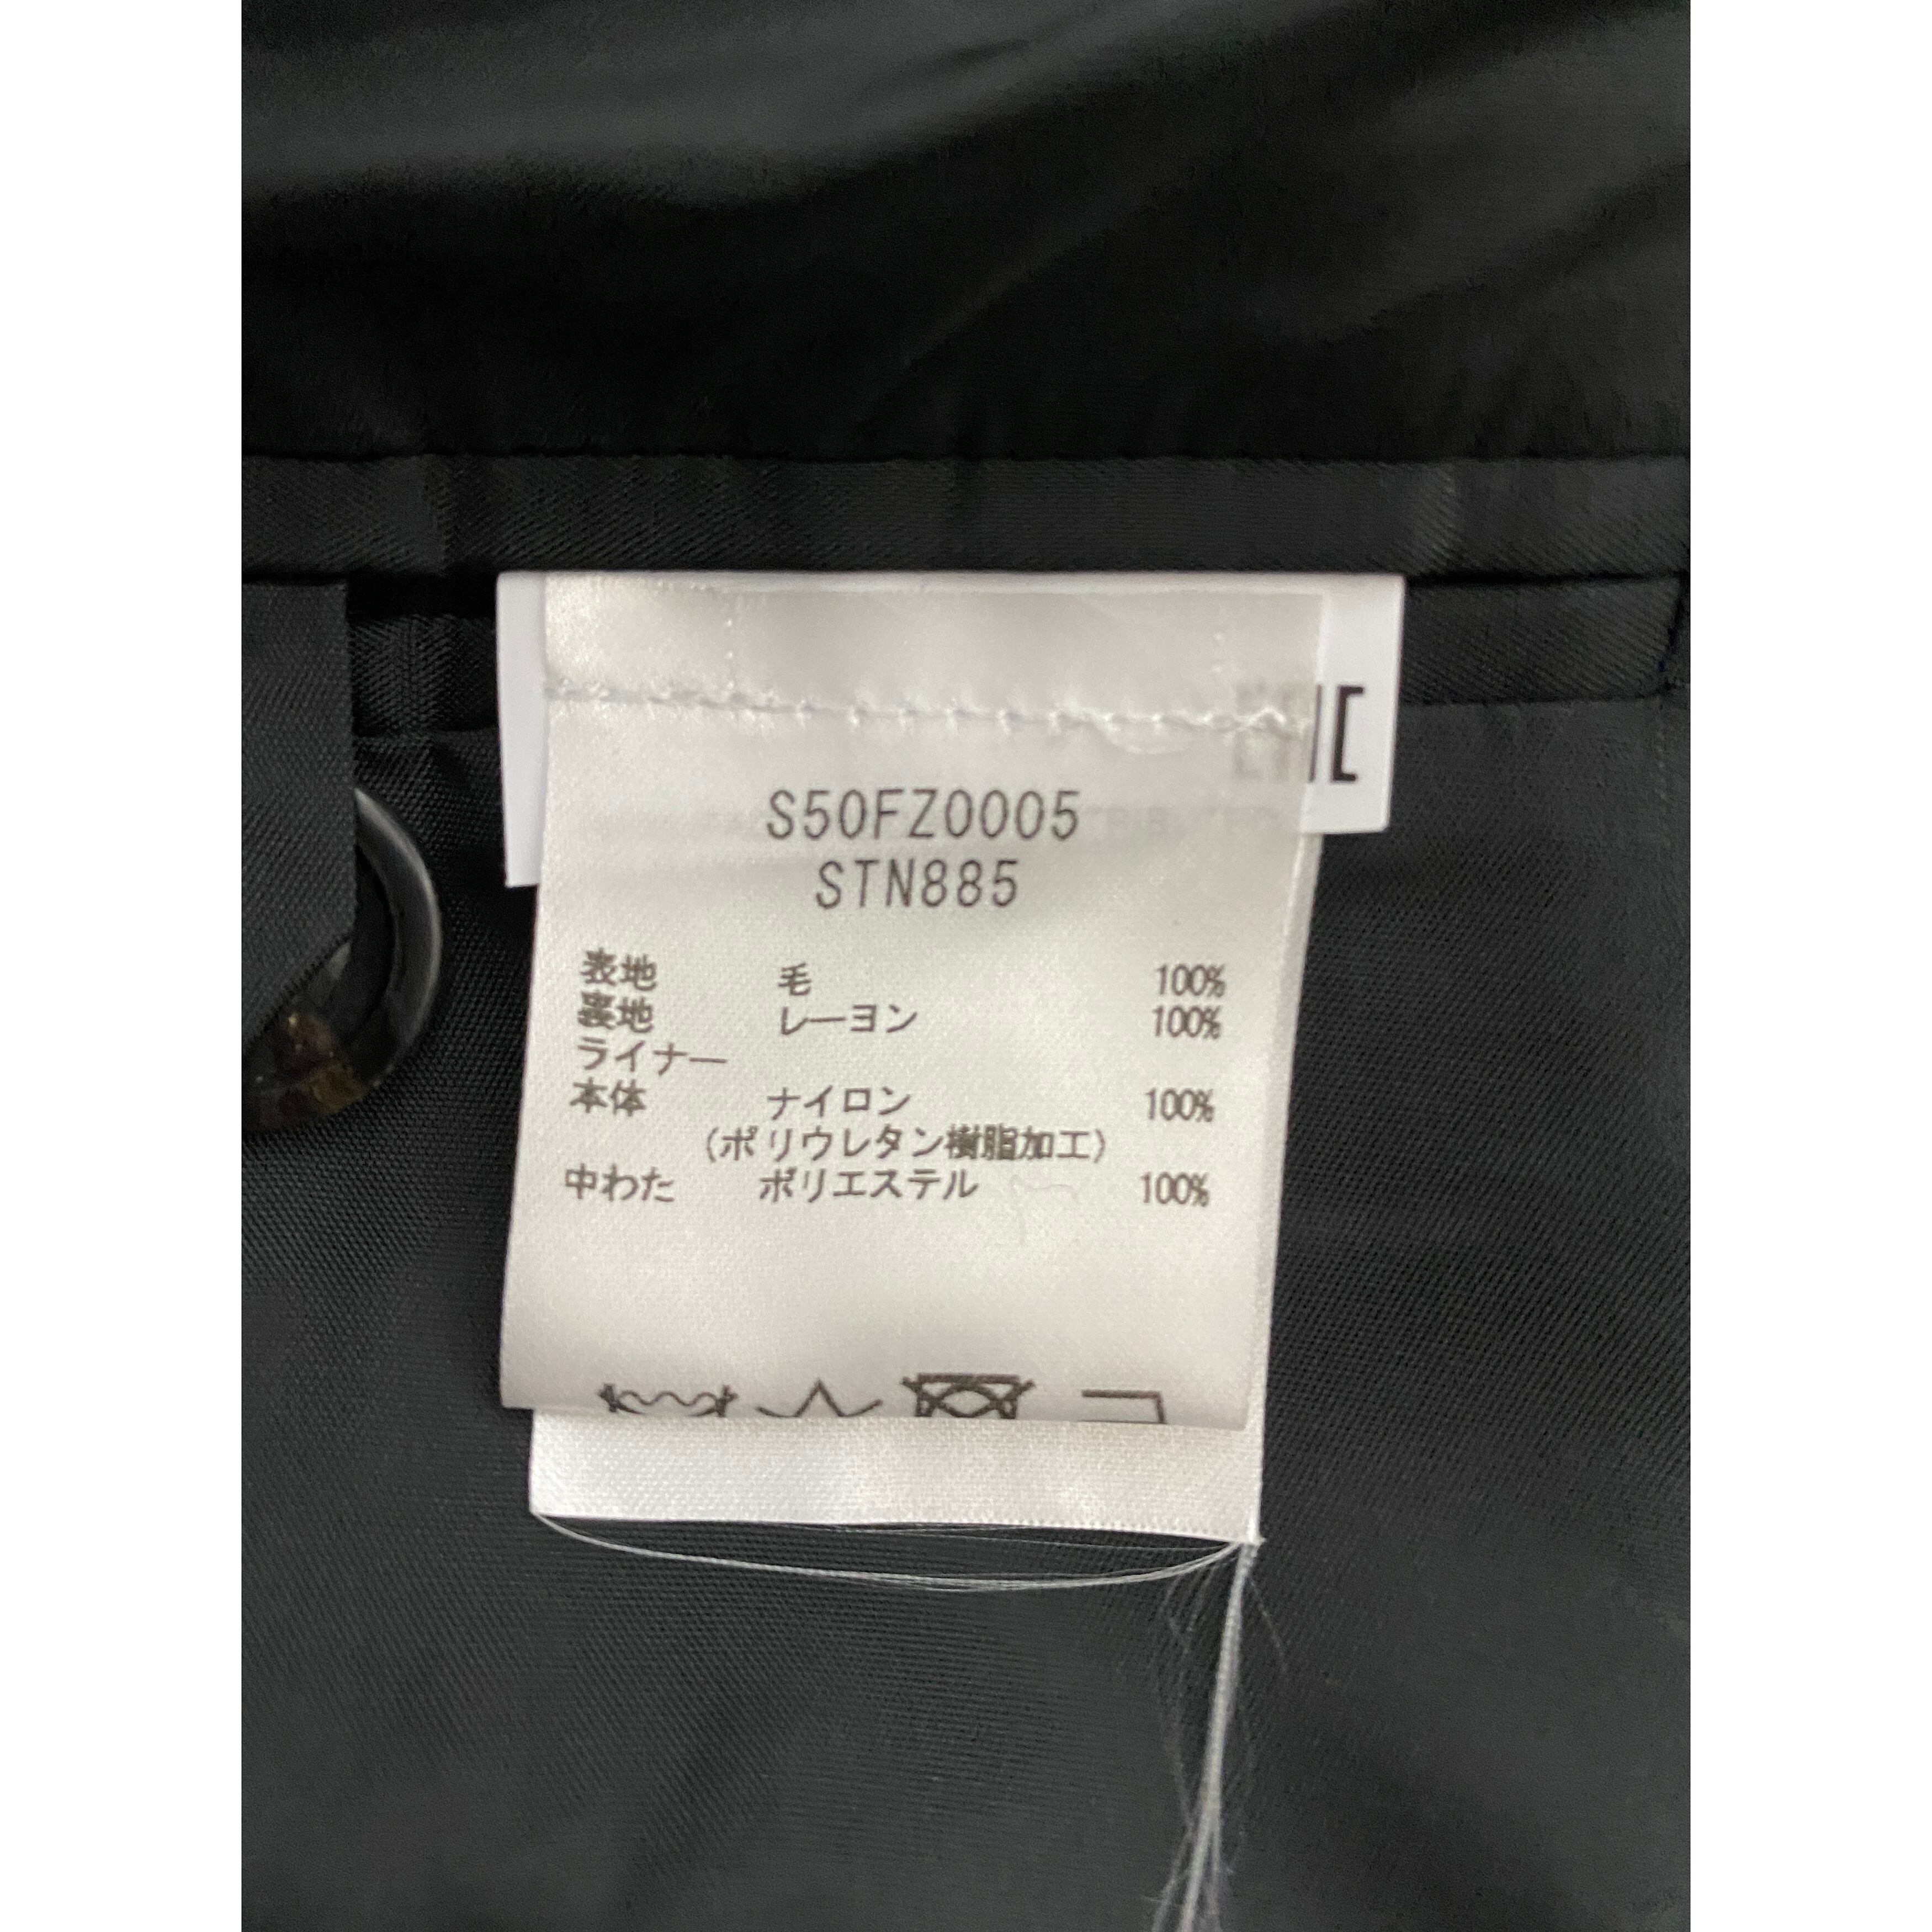 S50FZ0005
STN885
表地 毛 100%
裏地 レーヨン 100%
ライナー
本体 ナイロン 100%
(ポリウレタン樹脂加工)
中わた ポリエステル 100%